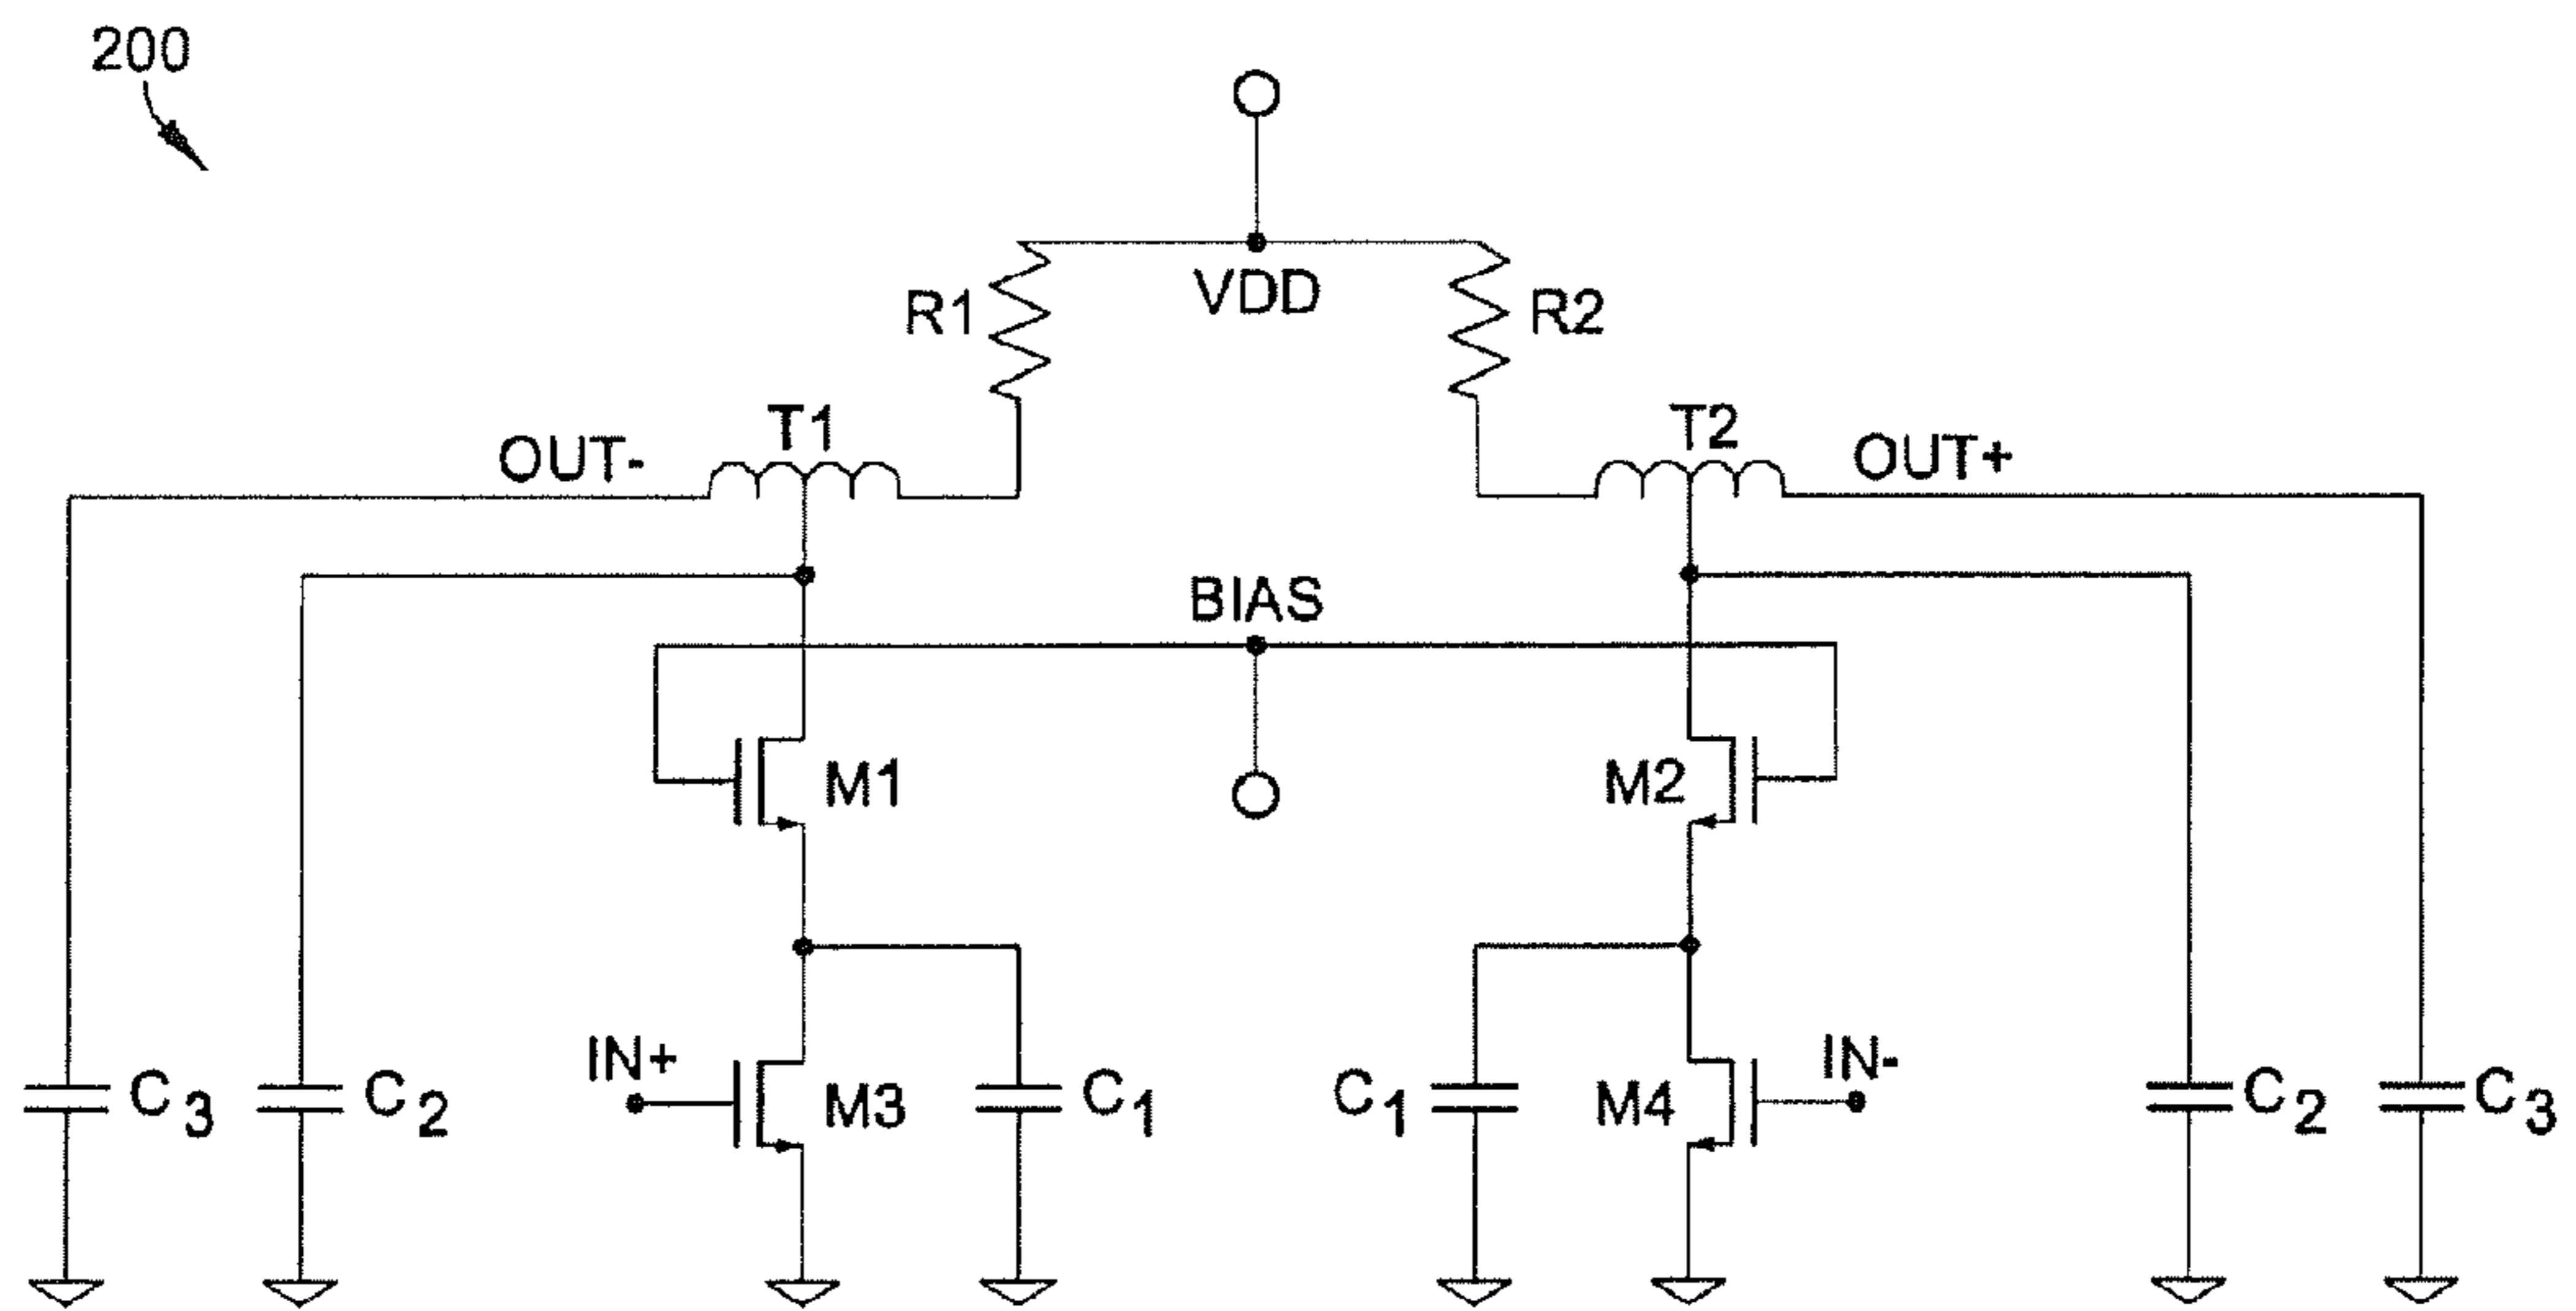 200
VDD
R1
R2
T1
T2
OUT-
OUT+
BIAS
M1
M2
IN+
IN-
C3
C2
M3
C1
C1
M4
C2
C3